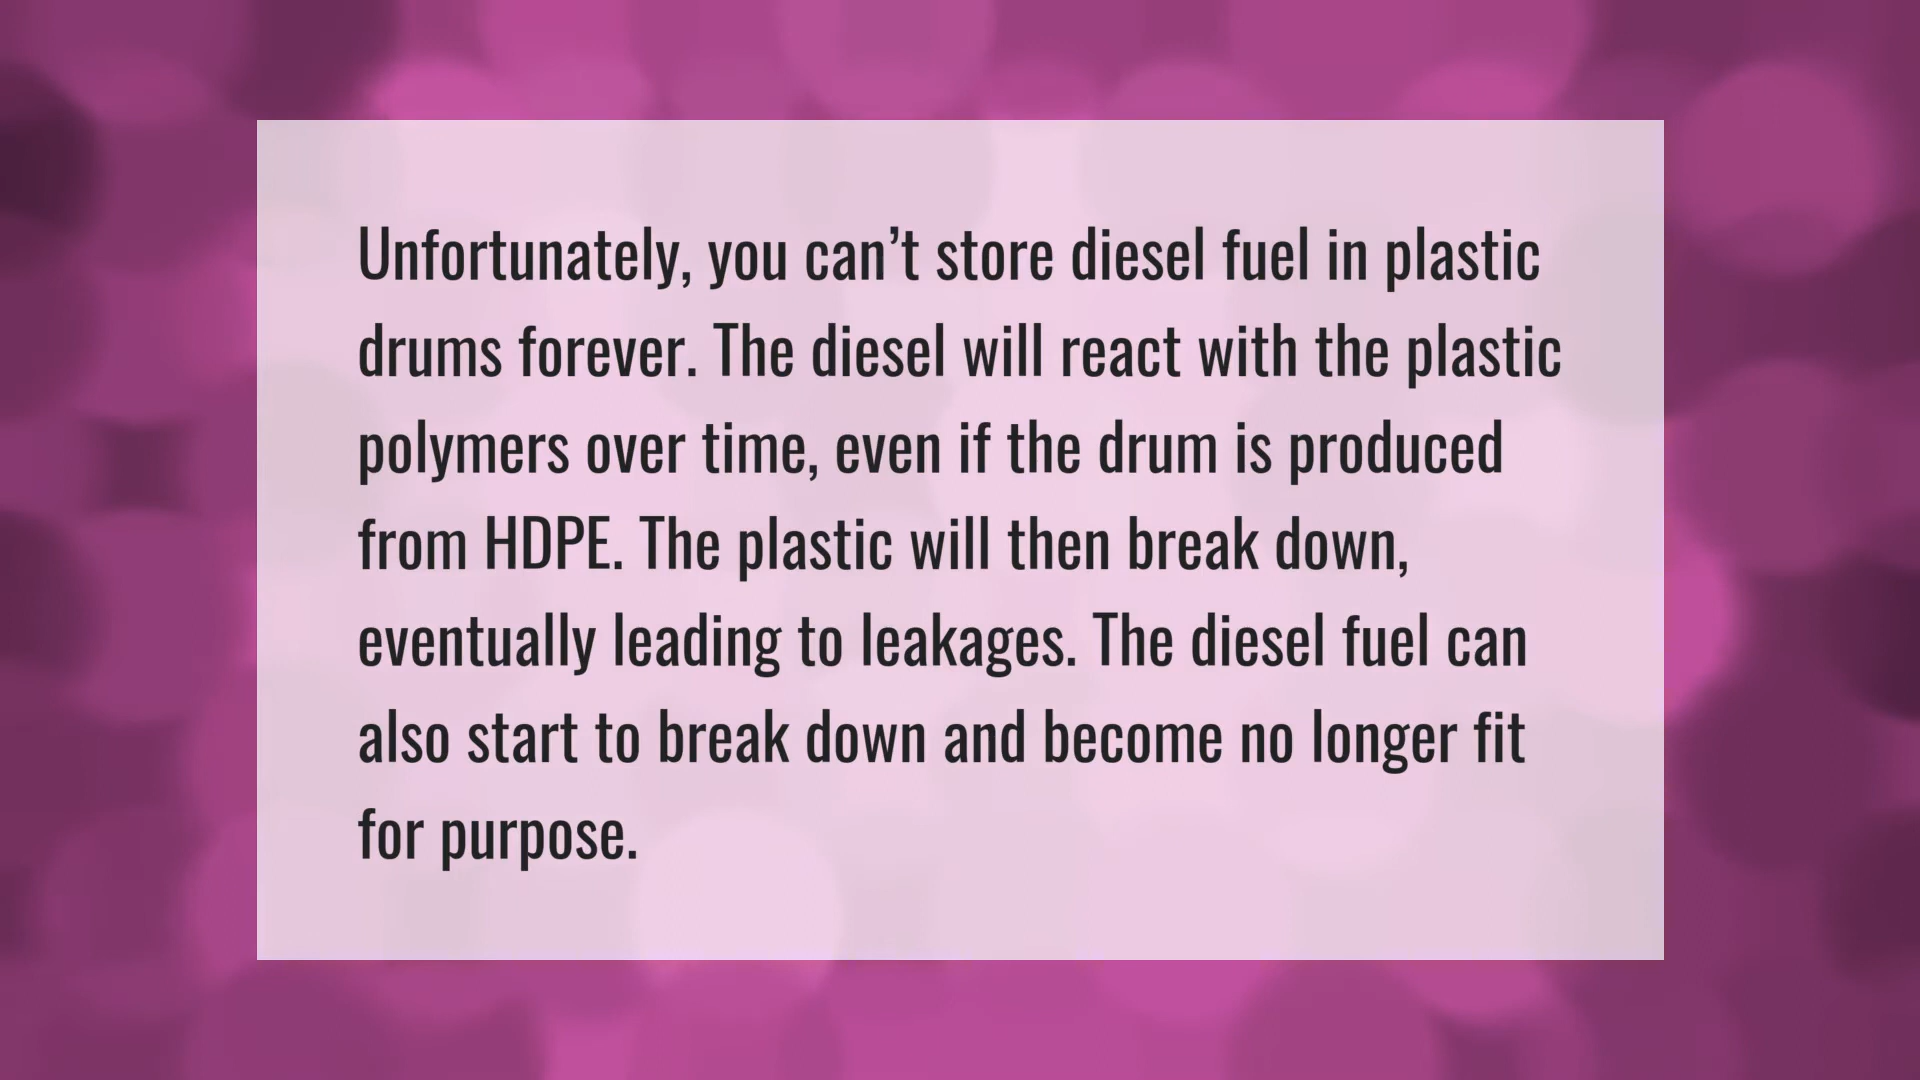 Unfortunately, you can’t store diesel fuel in plastic
drums forever. The diesel will react with the plastic
polymers over time, even if the drum is produced
from HDPE. The plastic will then break down,
eventually leading to leakages. The diesel fuel can
also start to break down and become no longer fit
for purpose.